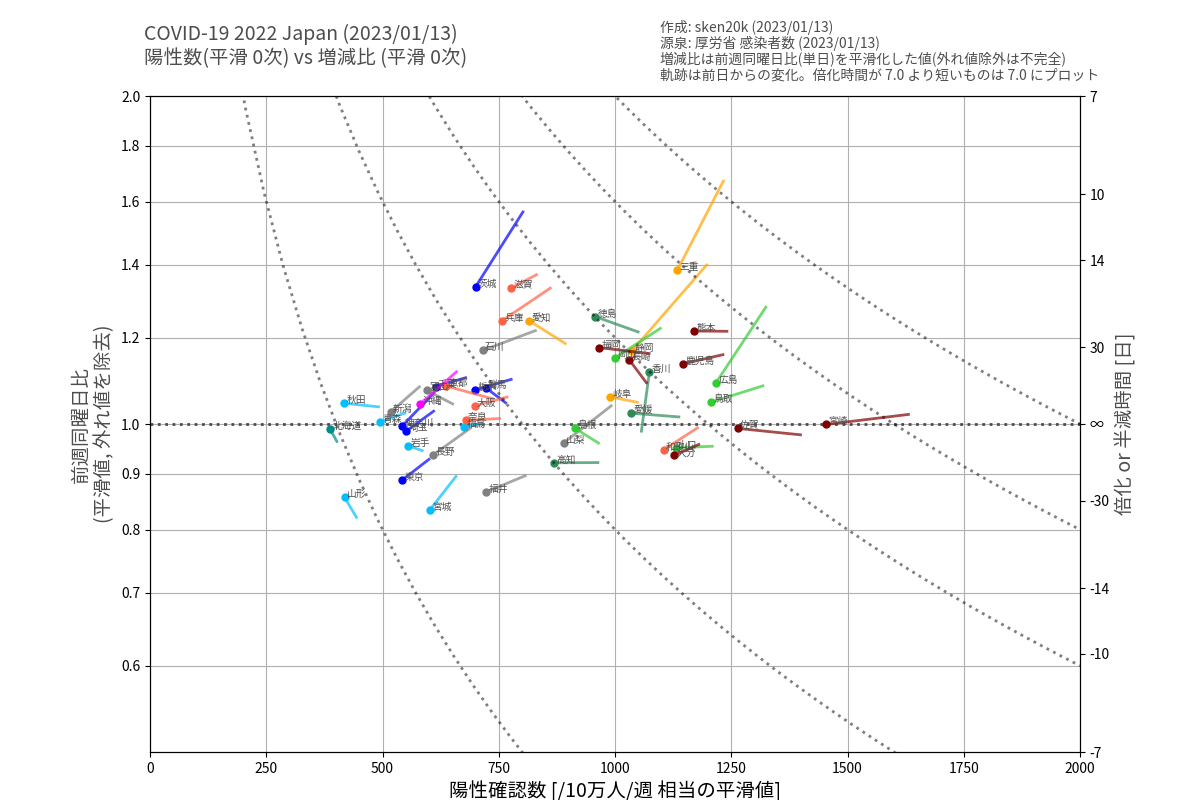 COVID-19 2022 Japan (2023/01/13)
陽性数(平滑 0次) vs 増減比 (平滑 0次)
作成: sken20k (2023/01/13)
源泉: 厚労省 感染者数 (2023/01/13)
増減比は前週同曜日比(単日)を平滑化した値(外れ値除外は不完全)
軌跡は前日からの変化。倍化時間が 7.0 より短いものは 7.0 にプロット
2.0
1.8
1.6
1.4
1.2
1.0
0.9
0.8
0.7
0.6
前週同曜日比
(平滑値,外れ値を除去)
7
10
14
30
∞
-30
-14
-10
-7
倍化 or 半減時間 [日]
三重
茨城
滋賀
兵庫
愛知
徳島
熊本
石川
福岡
静岡
長崎
鹿児島
香川
広島
群馬
岐阜
鳥取
秋田
新潟
大阪
愛媛
奈良
北海道
島根
佐賀
宮崎
埼玉
山梨
岩手
長野
大分
高知
東京
山形
福井
宮城
0
250
500
750
1000
1250
1500
1750
2000
陽性確認数 [/10万人/週 相当の平滑値]